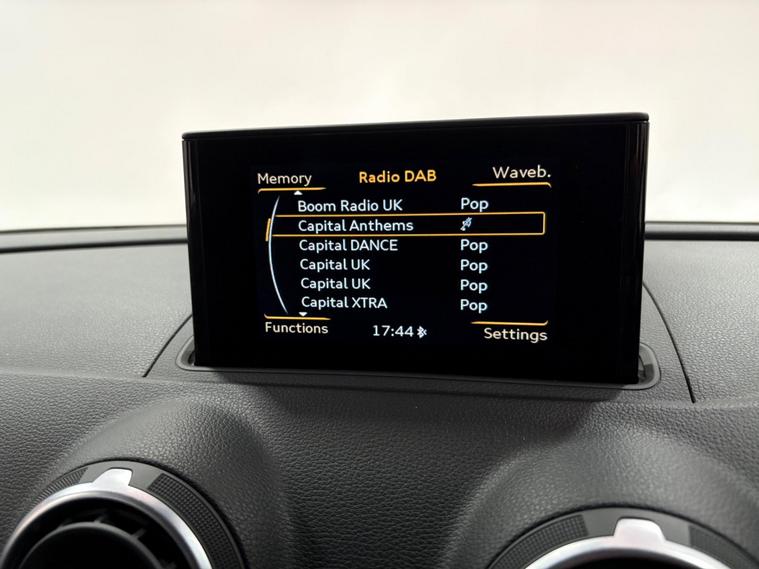 Memory Radio DAB Waveb.
Boom Radio UK Pop
Capital Anthems
Capital DANCE Pop
Capital UK Pop
Capital UK Pop
Capital XTRA Pop
Functions 17:44 Settings